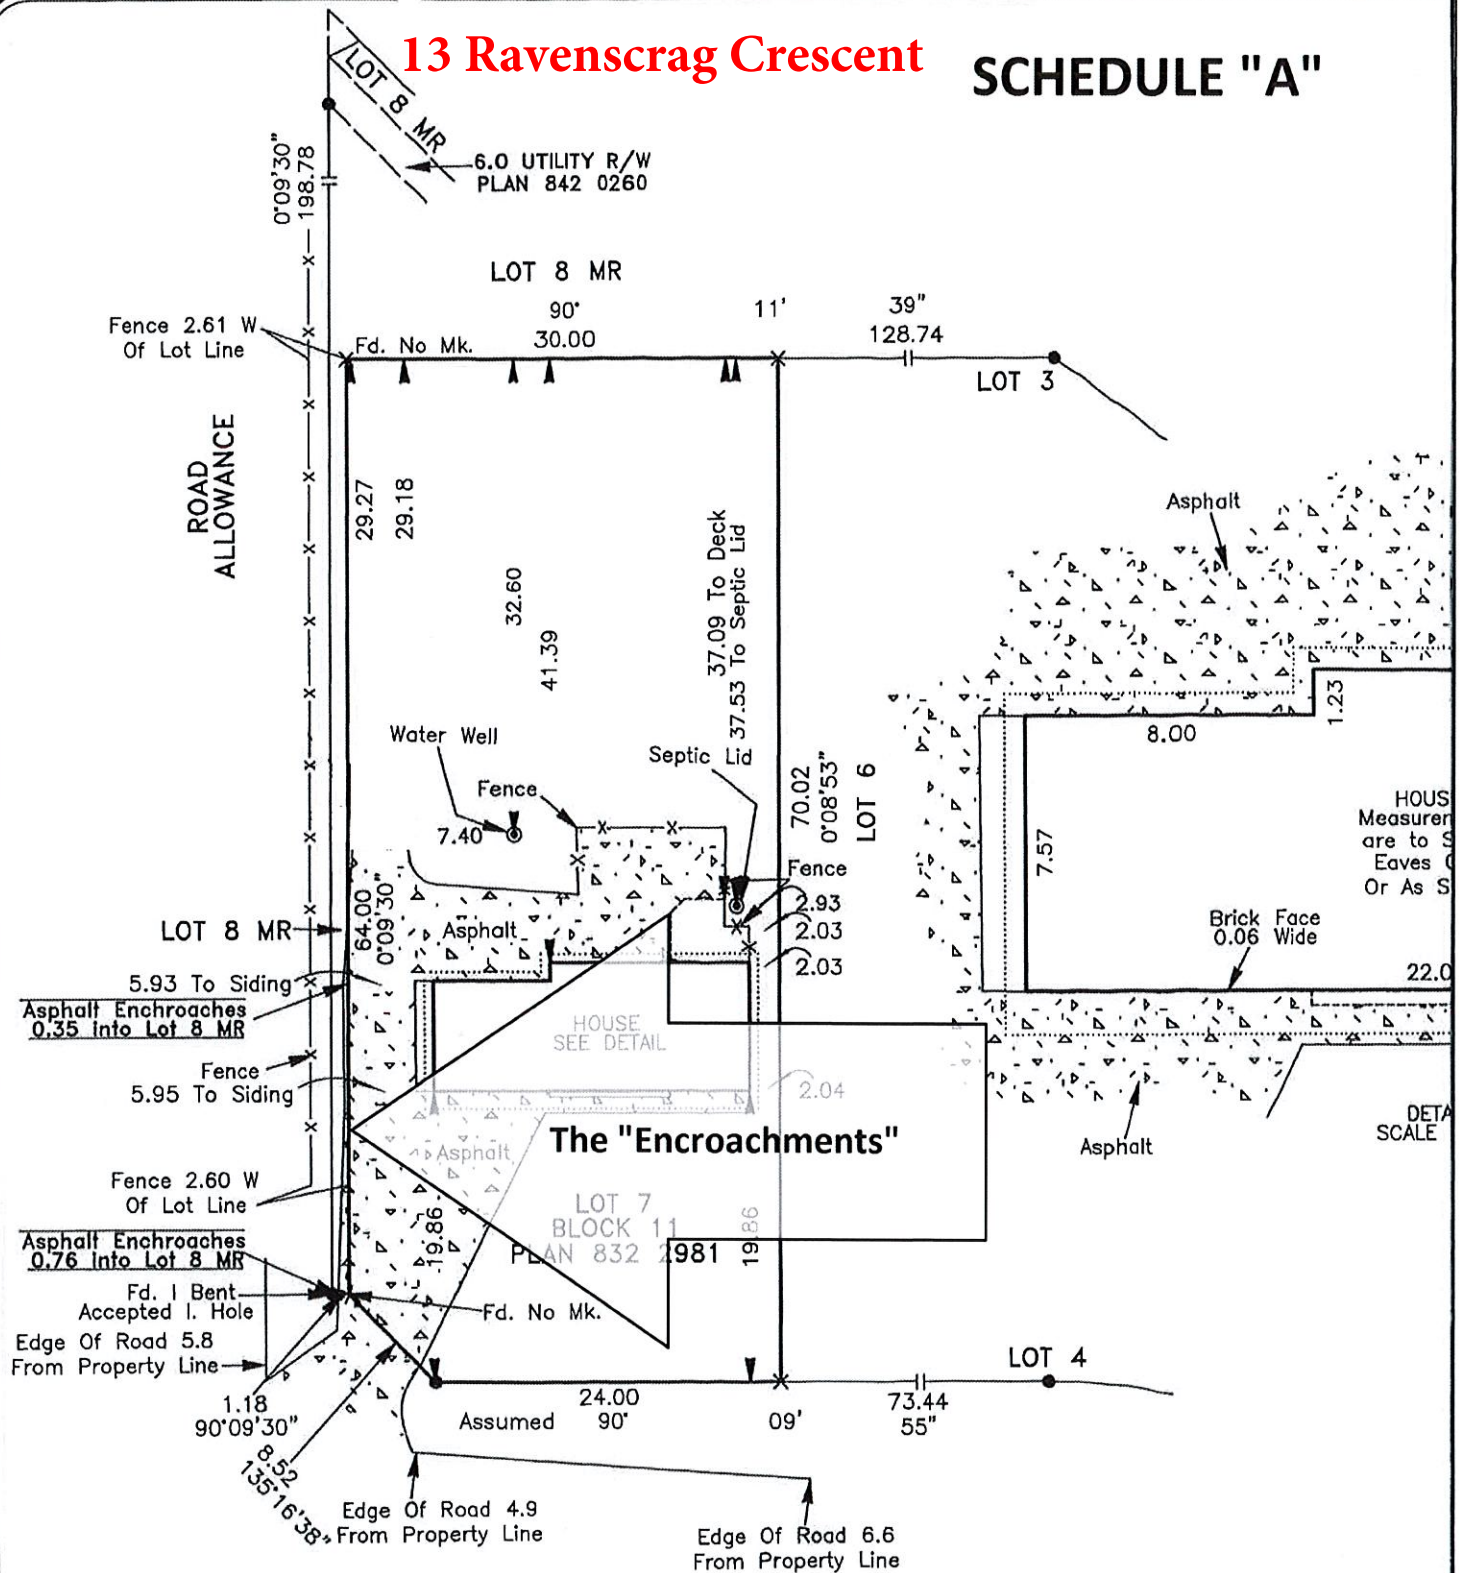 13 Ravenscrag Crescent
SCHEDULE "A"
LOT 8 MR
6.0 UTILITY R/W
PLAN 842 0260
0°09'30"
198.78
LOT 8 MR
90° 11' 39"
30.00 128.74
Fence 2.61 W
Of Lot Line
Fd. No Mk.
LOT 3
ROAD
ALLOWANCE
29.27
29.18
32.60
41.39
37.09 To Deck
37.53 To Septic Lid
Asphalt
Water Well
Septic Lid
Fence
7.40
70.02
0°08'53"
LOT 6
8.00
1.23
7.57
HOUS
Measurem
are to S
Eaves
Or As S
Fence
2.93
2.03
2.03
64.00
0°09'30"
LOT 8 MR
Asphalt
Brick Face
0.06 Wide
22.0
5.93 To Siding
Asphalt Enchroaches
0.35 Into Lot 8 MR
HOUSE
SEE DETAIL
Fence
5.95 To Siding
2.04
The "Encroachments"
Asphalt
Asphalt
DETA
SCALE
Fence 2.60 W
Of Lot Line
LOT 7
BLOCK 11
PLAN 832 2981
19.86
19.86
Asphalt Enchroaches
0.76 Into Lot 8 MR
Fd. I Bent
Accepted I. Hole
Fd. No Mk.
Edge Of Road 5.8
From Property Line
LOT 4
1.18
90°09'30"
24.00 73.44
Assumed 90° 09' 55"
8.52
135°16'38"
Edge Of Road 4.9
From Property Line
Edge Of Road 6.6
From Property Line